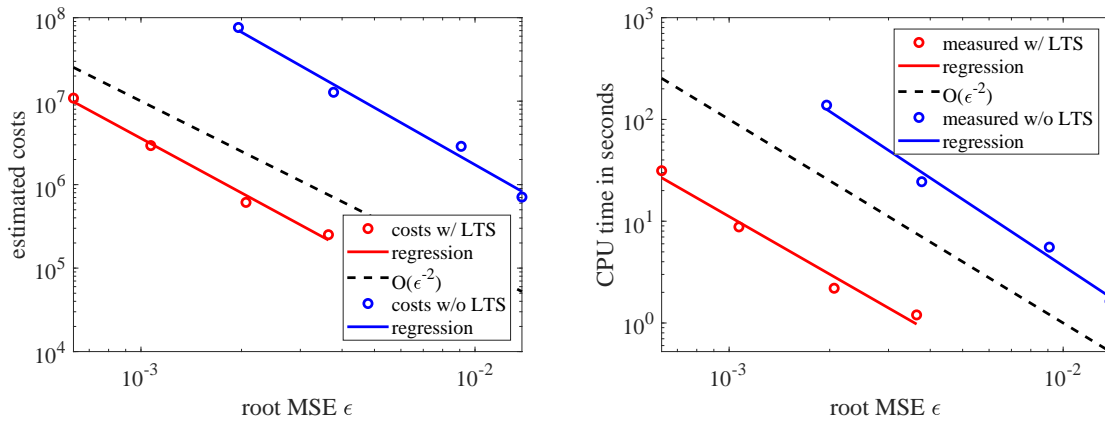 10^8
10^7
10^6
10^5
10^4
estimated costs
costs w/ LTS
regression
O(ϵ^-2)
costs w/o LTS
regression
10^-3
10^-2
root MSE ϵ
10^3
10^2
10^1
10^0
CPU time in seconds
measured w/ LTS
regression
O(ϵ^-2)
measured w/o LTS
regression
10^-3
10^-2
root MSE ϵ